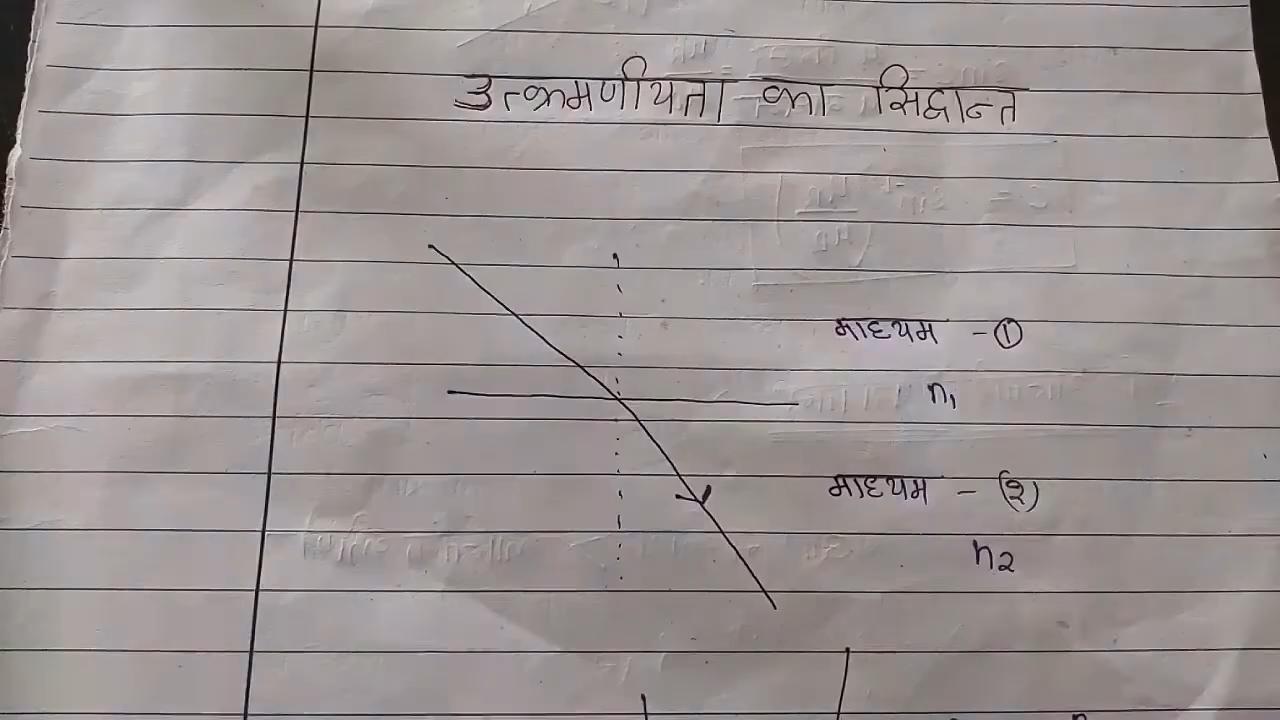 उत्क्रमणीयता का सिद्धान्त
माध्यम - ①
n₁
माध्यम - (२)
n₂